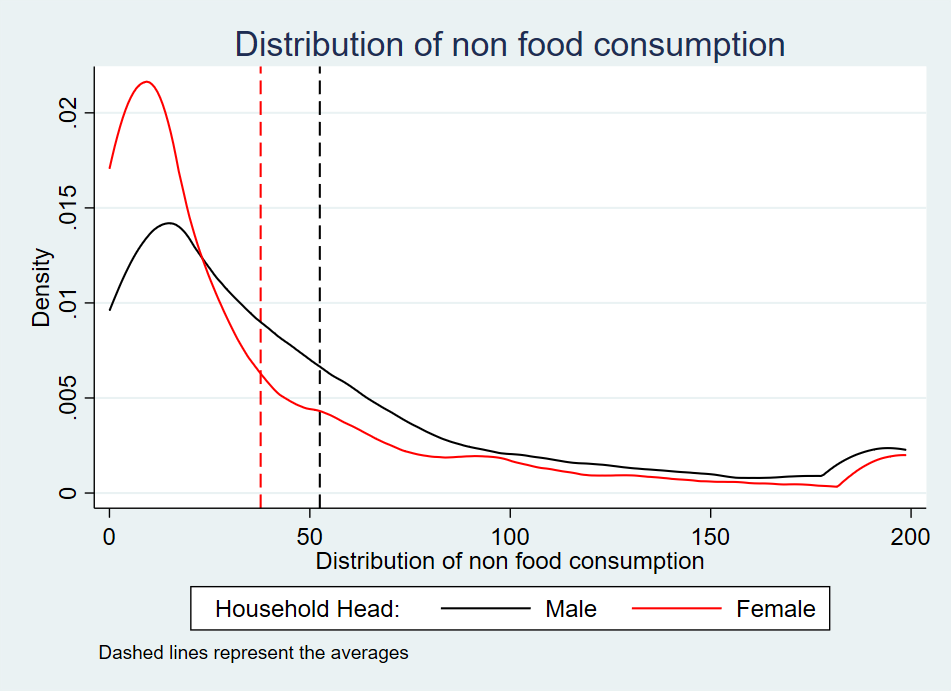 Distribution of non food consumption
Density
.02
.015
.01
.005
0
0 50 100 150 200
Distribution of non food consumption
Household Head: Male Female
Dashed lines represent the averages